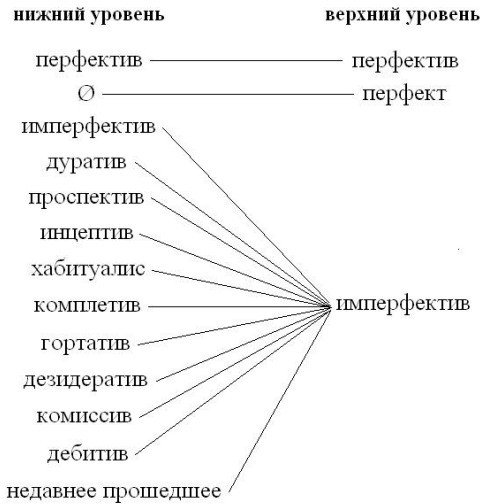 нижний уровень верхний уровень
перфектив перфектив
Ø перфект
имперфектив
дуратив
проспектив
инцептив
хабитуалис
комплетив имперфектив
гортатив
дезидератив
комиссив
дебитив
недавнее прошедшее